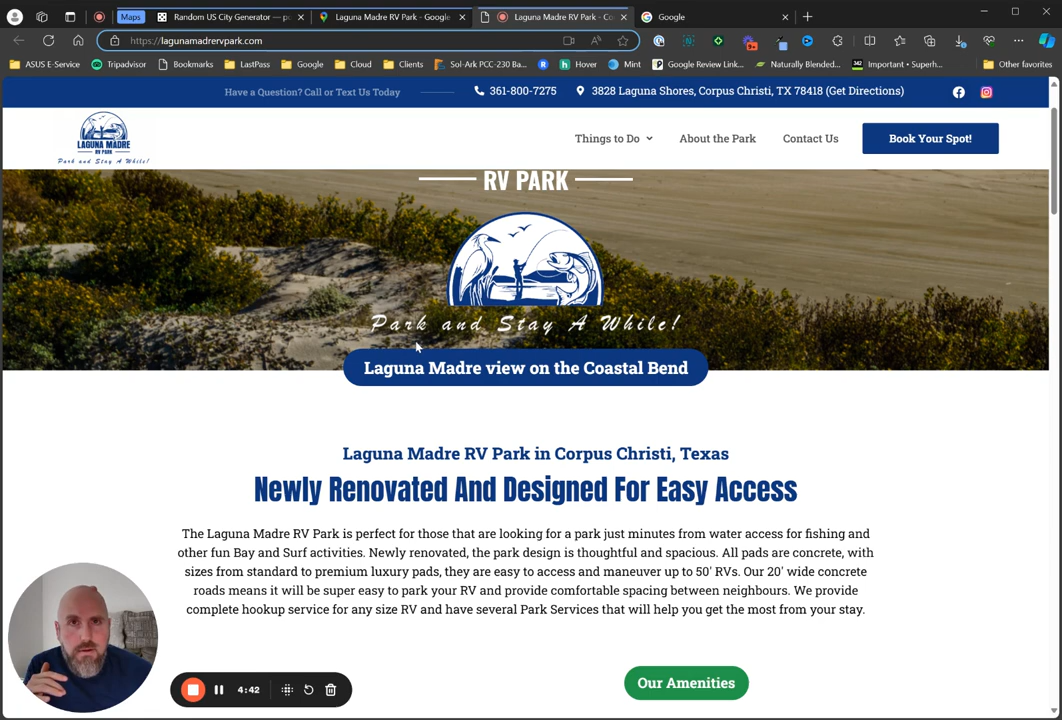 Maps
Random US City Generator — p
Laguna Madre RV Park - Google
Laguna Madre RV Park - Co
Google
https://lagunamadrervpark.com
ASUS E-Service
Tripadvisor
Bookmarks
LastPass
Google
Cloud
Clients
Sol-Ark PCC-230 Ba...
Hover
Mint
Google Review Link...
Naturally Blended...
Important • Superh...
Other favorites
Have a Question? Call or Text Us Today
361-800-7275
3828 Laguna Shores, Corpus Christi, TX 78418 (Get Directions)
LAGUNA MADRE
RV PARK
Park and Stay A While!
Things to Do
About the Park
Contact Us
Book Your Spot!
RV PARK
Park and Stay A While!
Laguna Madre view on the Coastal Bend
Laguna Madre RV Park in Corpus Christi, Texas
Newly Renovated And Designed For Easy Access
The Laguna Madre RV Park is perfect for those that are looking for a park just minutes from water access for fishing and
other fun Bay and Surf activities. Newly renovated, the park design is thoughtful and spacious. All pads are concrete, with
sizes from standard to premium luxury pads, they are easy to access and maneuver up to 50' RVs. Our 20' wide concrete
roads means it will be super easy to park your RV and provide comfortable spacing between neighbours. We provide
complete hookup service for any size RV and have several Park Services that will help you get the most from your stay.
4:42
Our Amenities